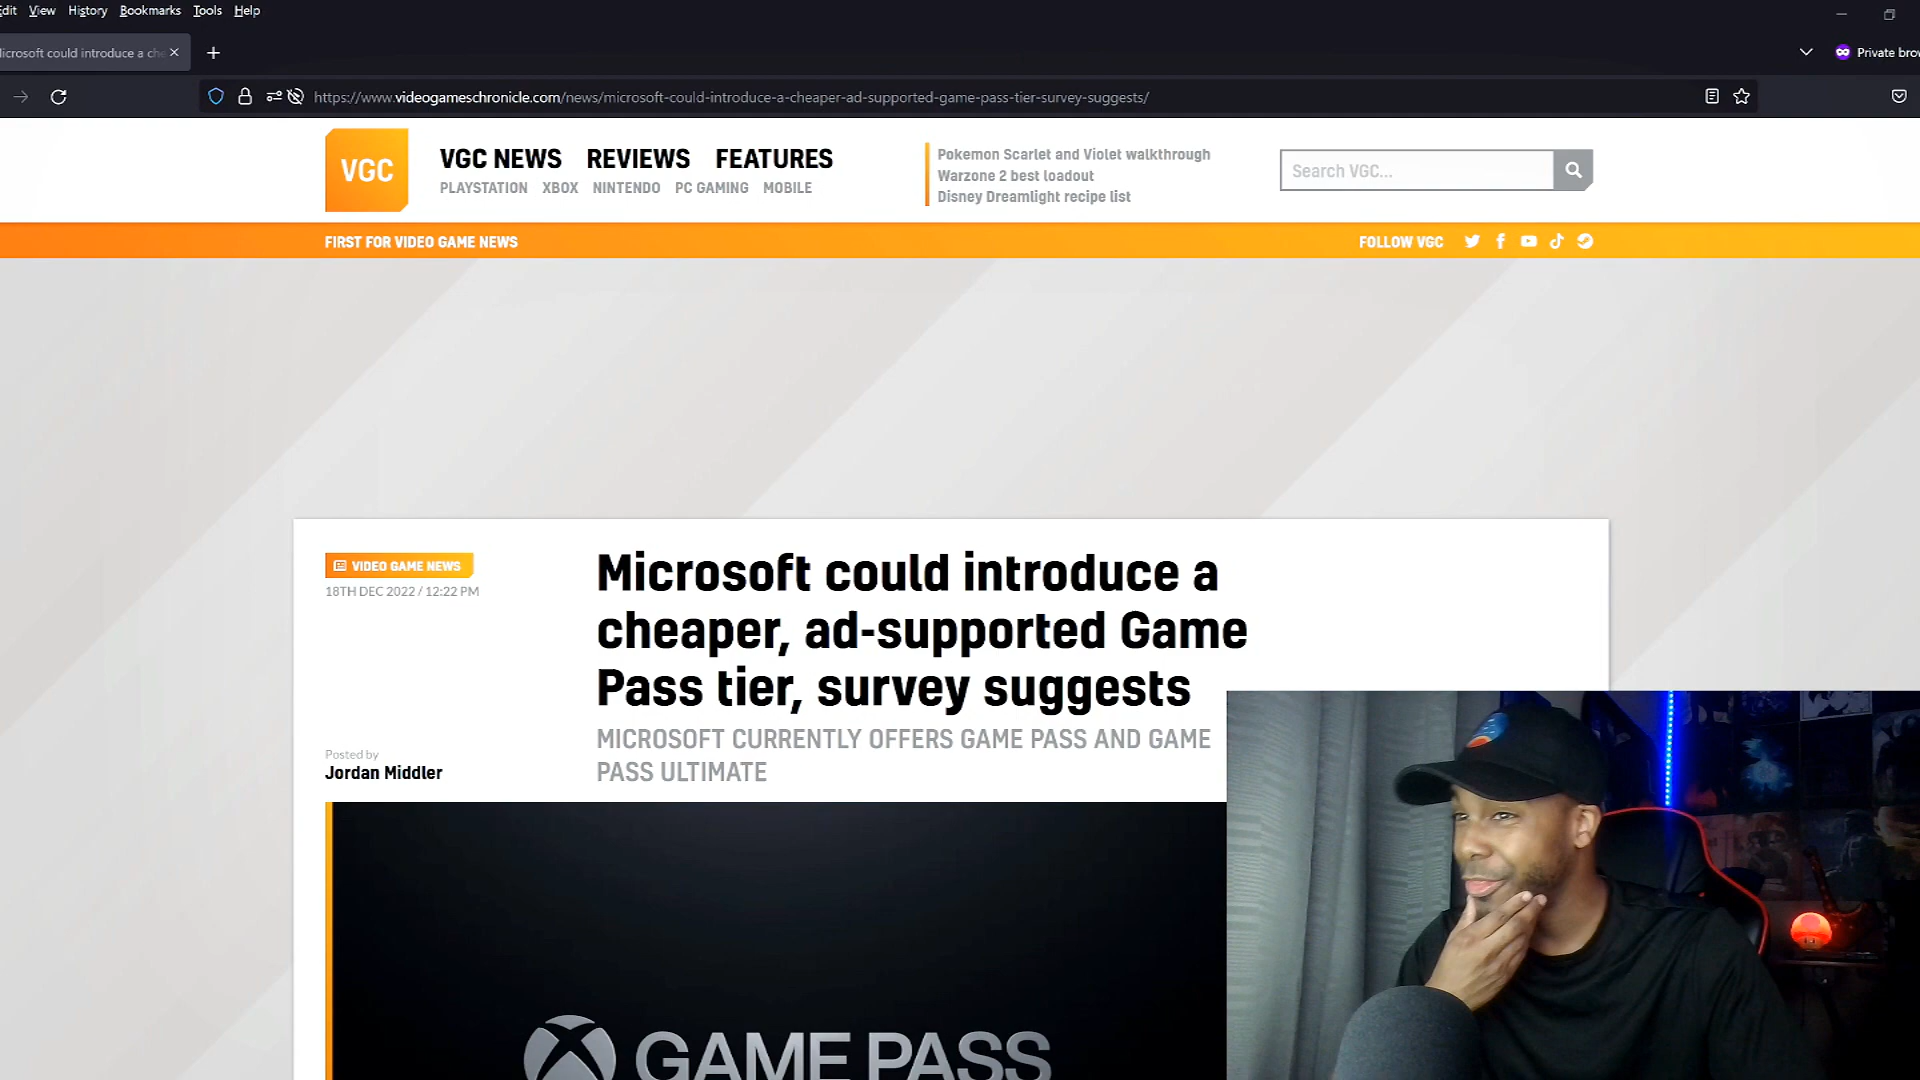 Edit View History Bookmarks Tools Help
Microsoft could introduce a che
Private brow
https://www.videogameschronicle.com/news/microsoft-could-introduce-a-cheaper-ad-supported-game-pass-tier-survey-suggests/
VGC
VGC NEWS REVIEWS FEATURES
PLAYSTATION XBOX NINTENDO PC GAMING MOBILE
Pokemon Scarlet and Violet walkthrough
Warzone 2 best loadout
Disney Dreamlight recipe list
Search VGC...
FIRST FOR VIDEO GAME NEWS
FOLLOW VGC
VIDEO GAME NEWS
18TH DEC 2022 / 12:22 PM
Microsoft could introduce a
cheaper, ad-supported Game
Pass tier, survey suggests
MICROSOFT CURRENTLY OFFERS GAME PASS AND GAME
PASS ULTIMATE
Posted by
Jordan Middler
GAME PASS